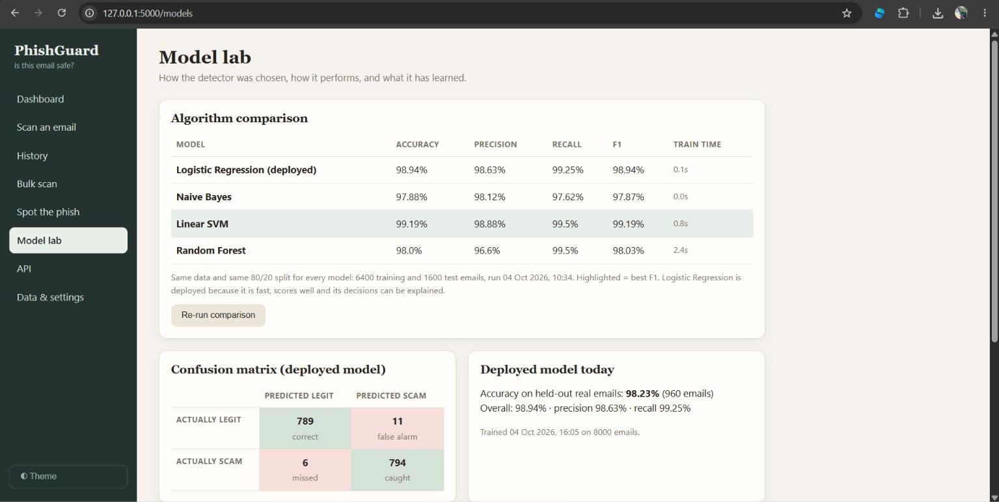 127.0.0.1:5000/models
PhishGuard
is this email safe?
Dashboard
Scan an email
History
Bulk scan
Spot the phish
Model lab
API
Data & settings
◐ Theme
Model lab
How the detector was chosen, how it performs, and what it has learned.
Algorithm comparison
MODEL ACCURACY PRECISION RECALL F1 TRAIN TIME
Logistic Regression (deployed) 98.94% 98.63% 99.25% 98.94% 0.1s
Naive Bayes 97.88% 98.12% 97.62% 97.87% 0.0s
Linear SVM 99.19% 98.88% 99.5% 99.19% 0.8s
Random Forest 98.0% 96.6% 99.5% 98.03% 2.4s
Same data and same 80/20 split for every model: 6400 training and 1600 test emails, run 04 Oct 2026, 10:34. Highlighted = best F1. Logistic Regression is
deployed because it is fast, scores well and its decisions can be explained.
Re-run comparison
Confusion matrix (deployed model)
PREDICTED LEGIT PREDICTED SCAM
ACTUALLY LEGIT 789 11
correct false alarm
ACTUALLY SCAM 6 794
missed caught
Deployed model today
Accuracy on held-out real emails: 98.23% (960 emails)
Overall: 98.94% · precision 98.63% · recall 99.25%
Trained 04 Oct 2026, 16:05 on 8000 emails.